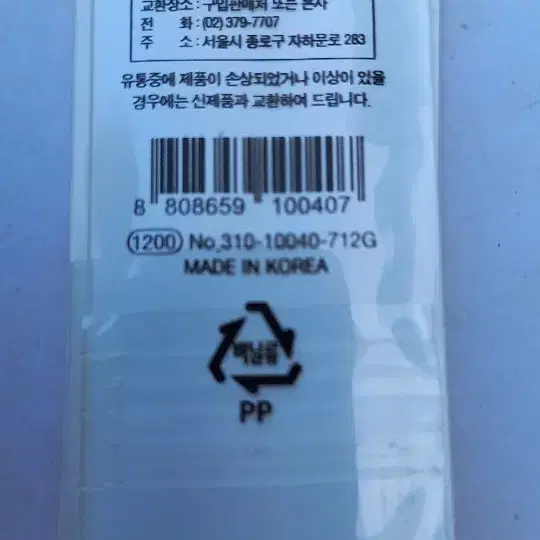 교환장소 : 구입판매처 또는 본사
전 화 : (02) 379-7707
주 소 : 서울시 종로구 자하문로 283
유통중에 제품이 손상되었거나 이상이 있을
경우에는 신제품과 교환하여 드립니다.
8 808659 100407
1200 No,310-10040-712G
MADE IN KOREA
비닐류
PP